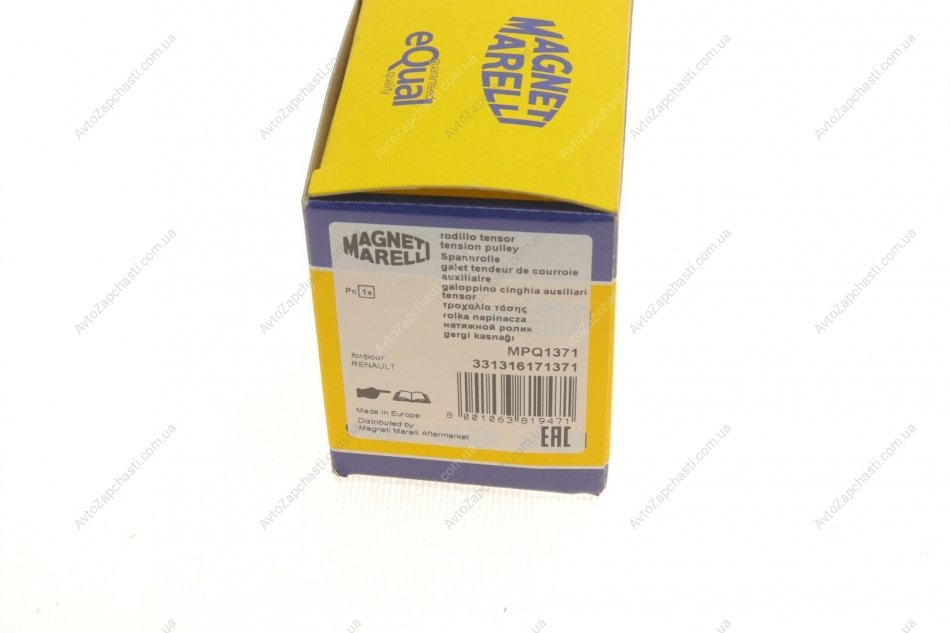 MAGNETI
MARELLI
eQual
guaranteed
quality
MAGNETI
MARELLI
rodillo tensor
tension pulley
Spannrolle
galet tendeur de courroie
auxiliaire
galoppino cinghia ausiliari
tensor
τροχαλία τάσης
rolka napinacza
натяжной ролик
gergi kasnağı
Pc 1x
MPQ1371
331316171371
for/pour
RENAULT
8 001063 819471
Made in Europe
Distributed by
Magneti Marelli Aftermarket
EAC
AvtoZapchasti.com.ua